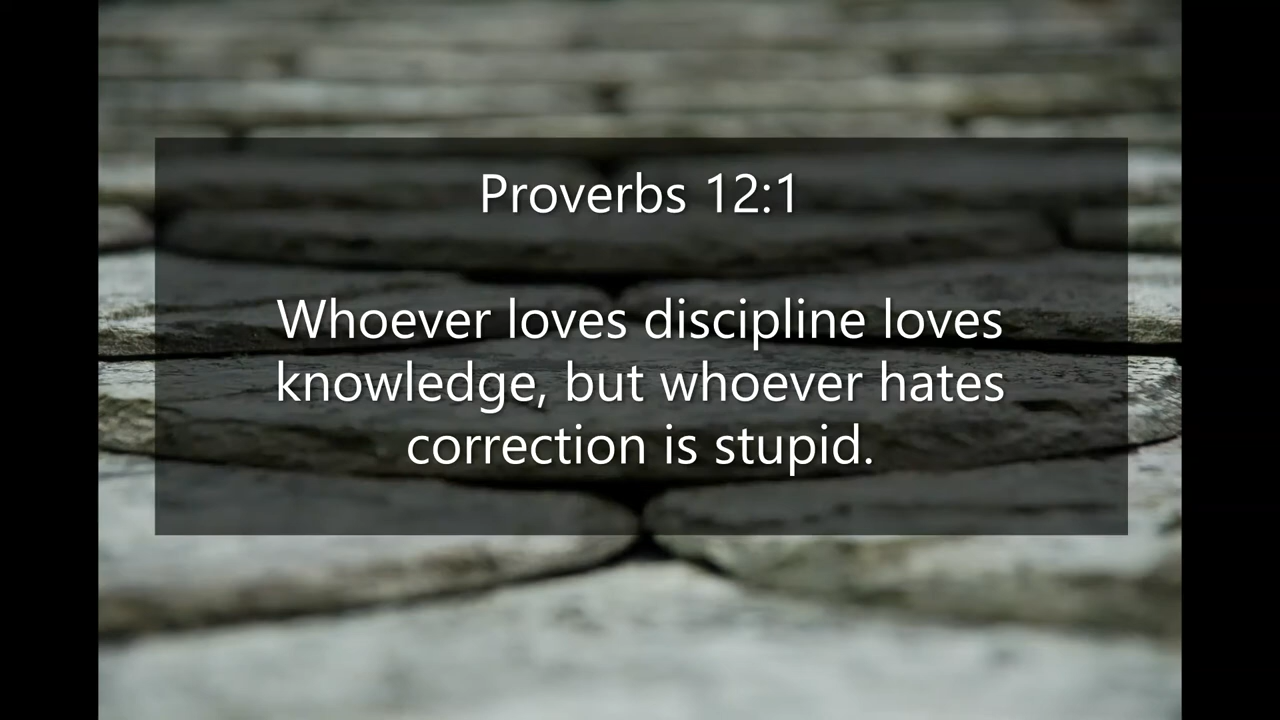 Proverbs 12:1
Whoever loves discipline loves
knowledge, but whoever hates
correction is stupid.